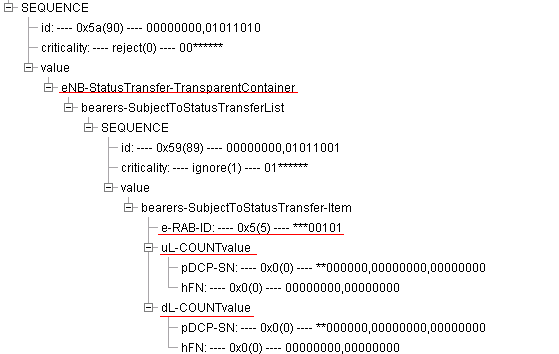 SEQUENCE
id: ---- 0x5a(90) ---- 00000000,01011010
criticality: ---- reject(0) ---- 00******
value
eNB-StatusTransfer-TransparentContainer
bearers-SubjectToStatusTransferList
SEQUENCE
id: ---- 0x59(89) ---- 00000000,01011001
criticality: ---- ignore(1) ---- 01******
value
bearers-SubjectToStatusTransfer-Item
e-RAB-ID: ---- 0x5(5) ---- ***00101
uL-COUNTvalue
pDCP-SN: ---- 0x0(0) ---- **000000,00000000,00000000
hFN: ---- 0x0(0) ---- 00000000,00000000
dL-COUNTvalue
pDCP-SN: ---- 0x0(0) ---- **000000,00000000,00000000
hFN: ---- 0x0(0) ---- 00000000,00000000